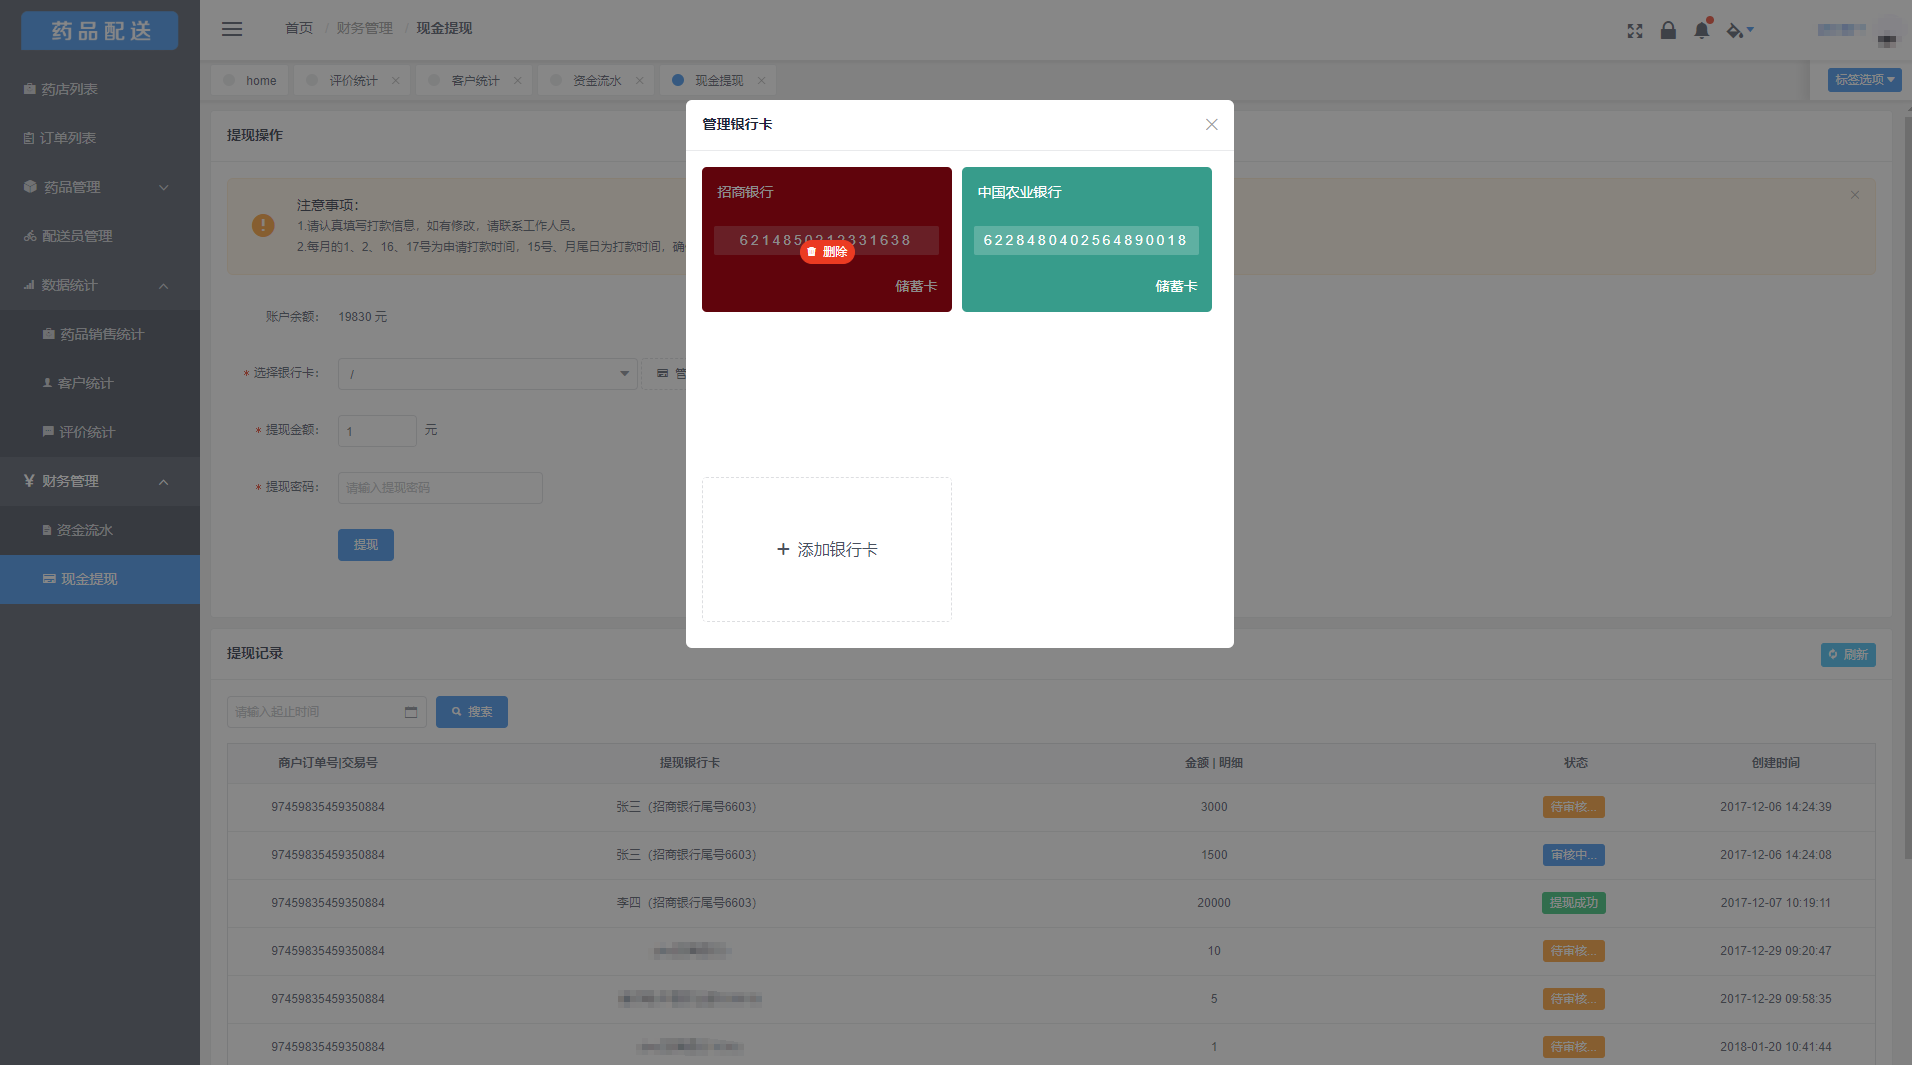 药品配送
首页 / 财务管理 / 现金提现
药店列表
订单列表
药品管理
配送员管理
数据统计
药品销售统计
客户统计
评价统计
¥ 财务管理
资金流水
现金提现
home 评价统计 客户统计 资金流水 现金提现
标签选项
提现操作
注意事项：
1.请认真填写打款信息，如有修改，请联系工作人员。
2.每月的1、2、16、17号为申请打款时间，15号、月尾日为打款时间，确
账户余额： 19830 元
* 选择银行卡： /
* 提现金额： 1 元
* 提现密码： 请输入提现密码
提现
管理银行卡
招商银行
删除
储蓄卡
中国农业银行
6228480402564890018
储蓄卡
+ 添加银行卡
提现记录
刷新
请输入起止时间 搜索
商户订单号|交易号 提现银行卡 金额 | 明细 状态 创建时间
97459835459350884 张三（招商银行尾号6603） 3000 待审核... 2017-12-06 14:24:39
97459835459350884 张三（招商银行尾号6603） 1500 审核中... 2017-12-06 14:24:08
97459835459350884 李四（招商银行尾号6603） 20000 提现成功 2017-12-07 10:19:11
97459835459350884 10 待审核... 2017-12-29 09:20:47
97459835459350884 5 待审核... 2017-12-29 09:58:35
97459835459350884 1 待审核... 2018-01-20 10:41:44